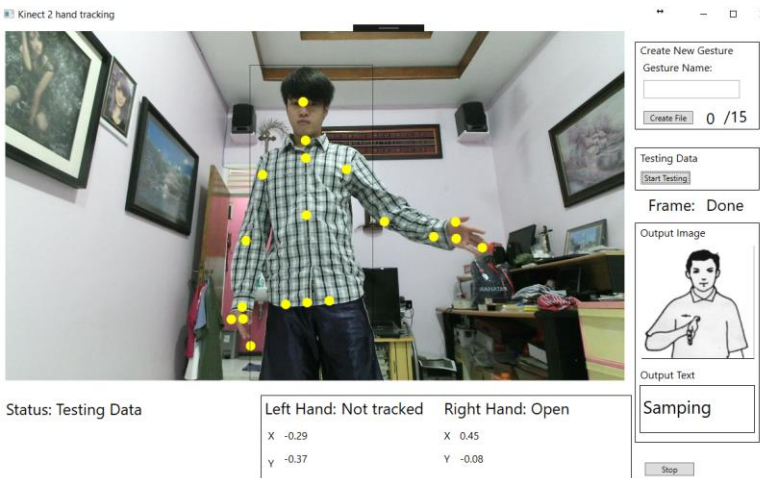 Kinect 2 hand tracking
Create New Gesture
Gesture Name:
Create File 0 /15
Testing Data
Start Testing
Frame: Done
Output Image
Output Text
Samping
Stop
Status: Testing Data
Left Hand: Not tracked Right Hand: Open
X -0.29 X 0.45
Y -0.37 Y -0.08